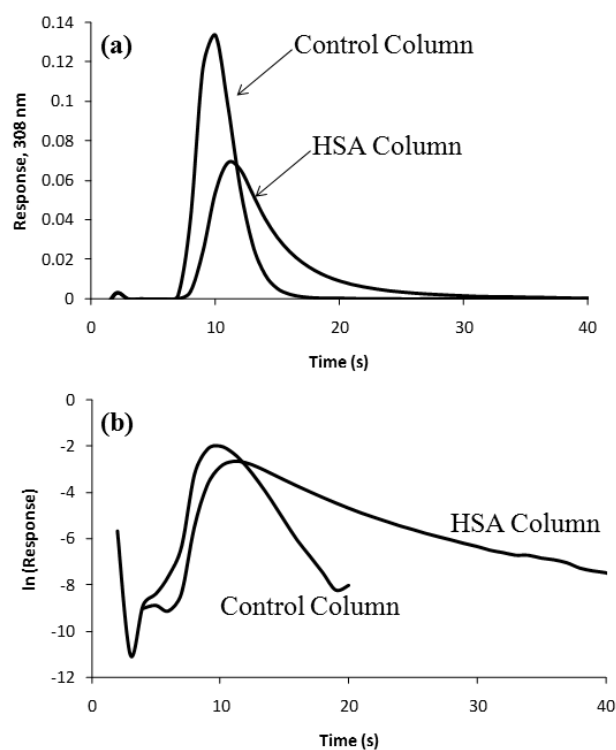 (a)
Response, 308 nm
0.14
0.12
0.1
0.08
0.06
0.04
0.02
0
Control Column
HSA Column
0 10 20 30 40
Time (s)
(b)
ln (Response)
0
-2
-4
-6
-8
-10
-12
HSA Column
Control Column
0 10 20 30 40
Time (s)